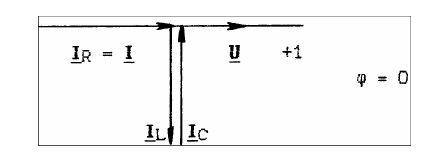 I_R = I U +1
φ = 0
I_L I_C